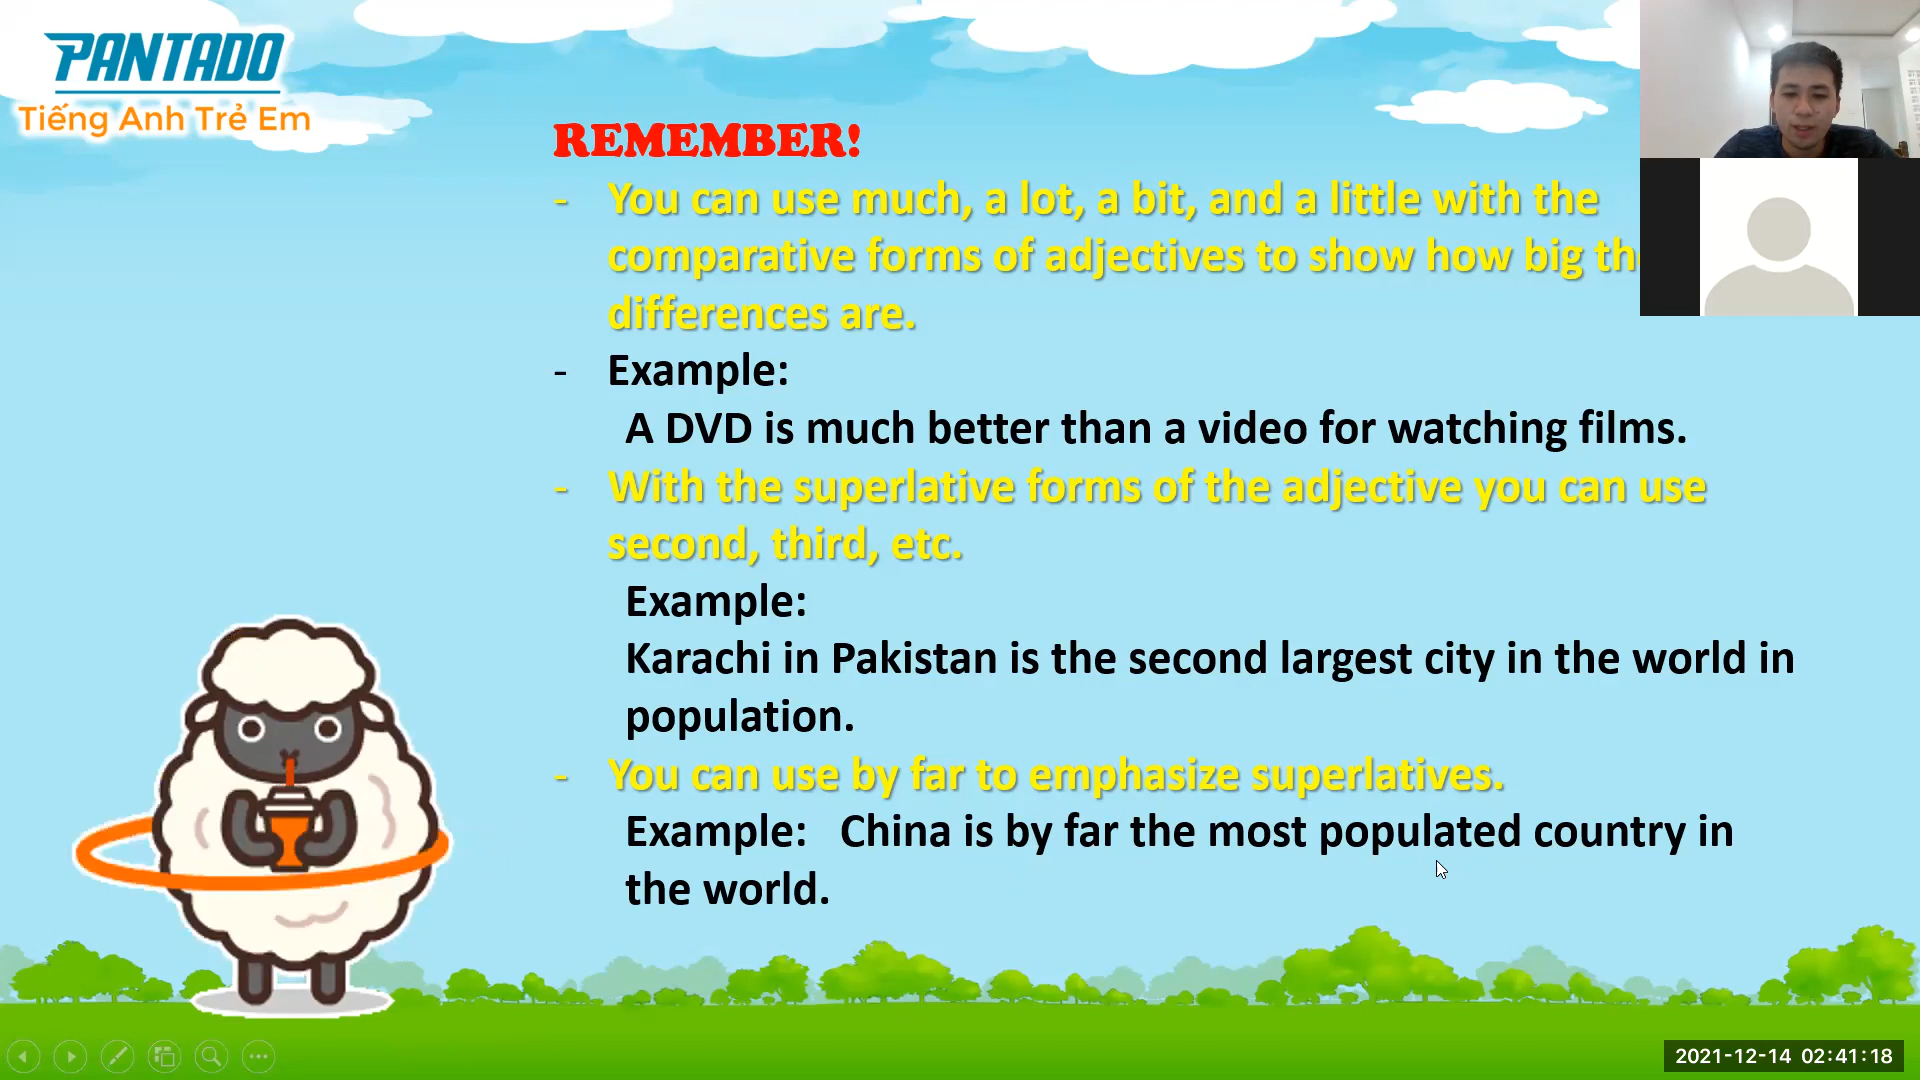 PANTADO
Tiếng Anh Trẻ Em
REMEMBER!
- You can use much, a lot, a bit, and a little with the
comparative forms of adjectives to show how big
differences are.
- Example:
A DVD is much better than a video for watching films.
- With the superlative forms of the adjective you can use
second, third, etc.
Example:
Karachi in Pakistan is the second largest city in the world in
population.
- You can use by far to emphasize superlatives.
Example: China is by far the most populated country in
the world.
2021-12-14 02:41:18